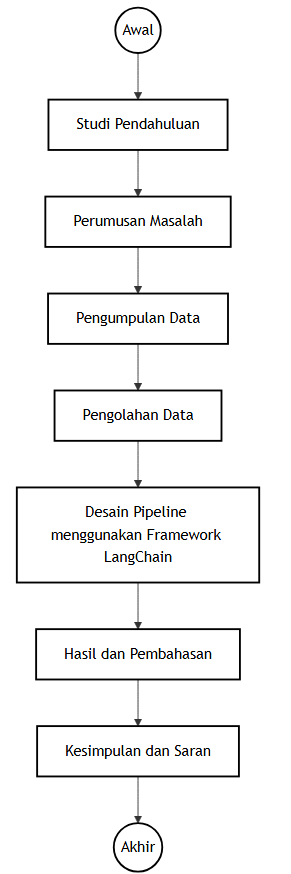 Awal
Studi Pendahuluan
Perumusan Masalah
Pengumpulan Data
Pengolahan Data
Desain Pipeline
menggunakan Framework
LangChain
Hasil dan Pembahasan
Kesimpulan dan Saran
Akhir